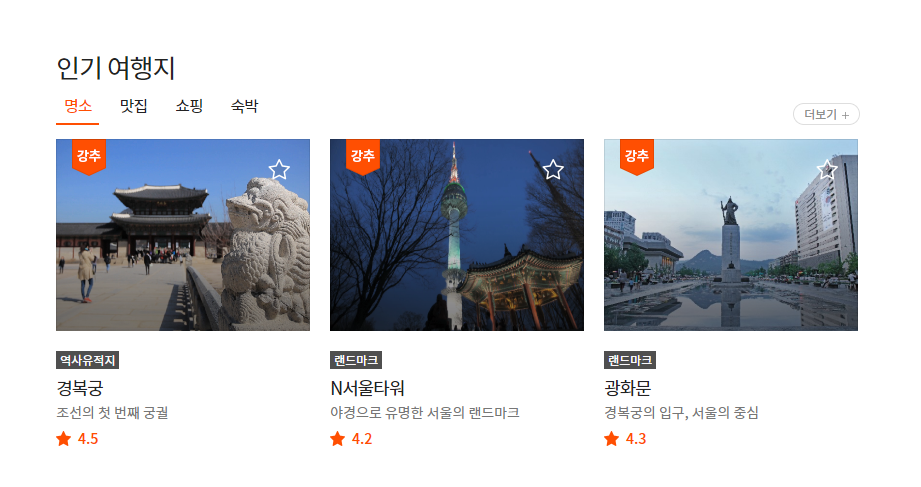 인기 여행지
명소 맛집 쇼핑 숙박
더보기 +
강추 강추 강추
역사유적지 랜드마크 랜드마크
경복궁 N서울타워 광화문
조선의 첫 번째 궁궐 야경으로 유명한 서울의 랜드마크 경복궁의 입구, 서울의 중심
4.5 4.2 4.3